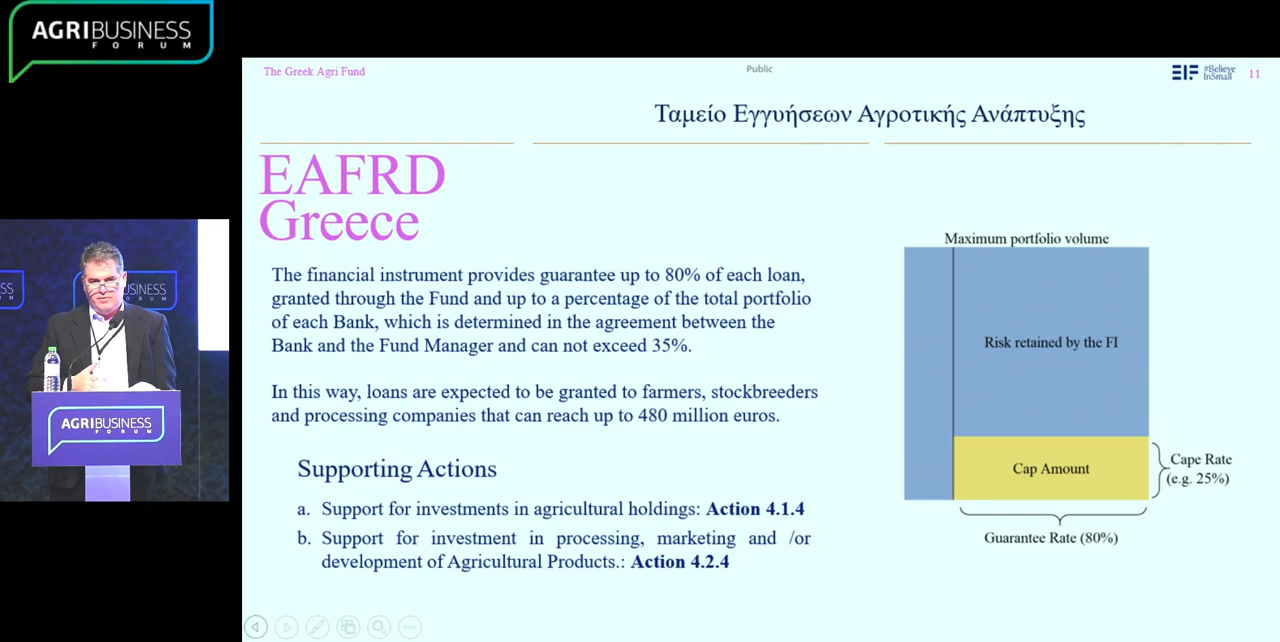 AGRIBUSINESS
FORUM
The Greek Agri Fund
Public
EIF #Believe InSmall 11
Ταμείο Εγγυήσεων Αγροτικής Ανάπτυξης
EAFRD
Greece
The financial instrument provides guarantee up to 80% of each loan,
granted through the Fund and up to a percentage of the total portfolio
of each Bank, which is determined in the agreement between the
Bank and the Fund Manager and can not exceed 35%.
In this way, loans are expected to be granted to farmers, stockbreeders
and processing companies that can reach up to 480 million euros.
Supporting Actions
a. Support for investments in agricultural holdings: Action 4.1.4
b. Support for investment in processing, marketing and /or
development of Agricultural Products.: Action 4.2.4
Maximum portfolio volume
Risk retained by the FI
Cap Amount
Cape Rate
(e.g. 25%)
Guarantee Rate (80%)
SS
M
BUSINESS
FORUM
AGRIBUSINESS
FORUM